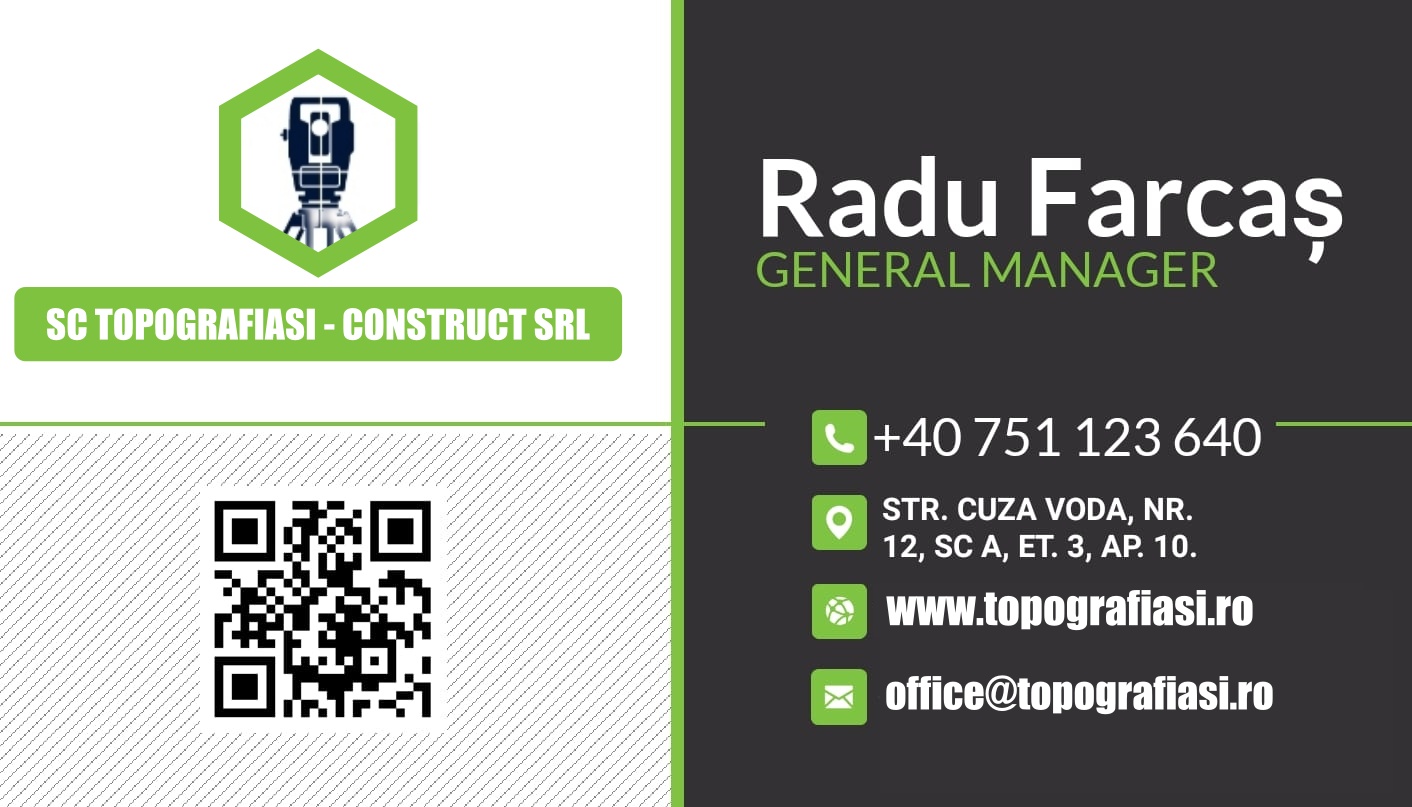 SC TOPOGRAFIASI - CONSTRUCT SRL
Radu Farcaș
GENERAL MANAGER
+40 751 123 640
STR. CUZA VODA, NR.
12, SC A, ET. 3, AP. 10.
www.topografiasi.ro
office@topografiasi.ro